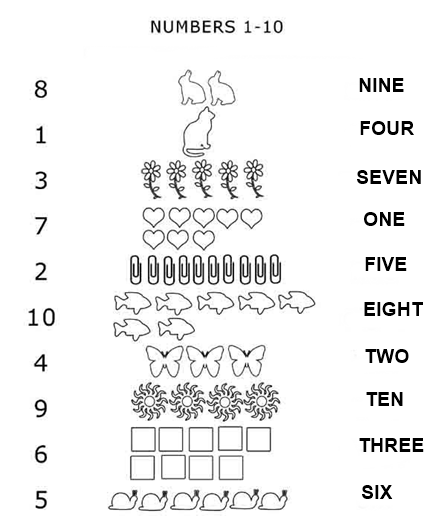 NUMBERS 1-10
8 NINE
1 FOUR
3 SEVEN
7 ONE
2 FIVE
10 EIGHT
4 TWO
9 TEN
6 THREE
5 SIX